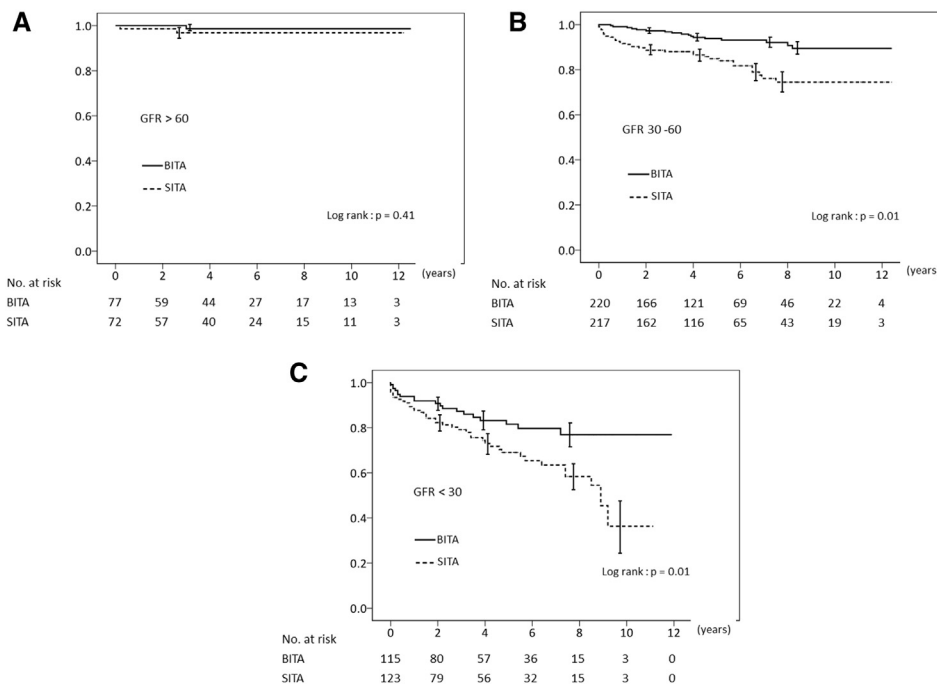 A
1.0
0.8
0.6
0.4
0.2
0.0
GFR > 60
BITA
SITA
Log rank : p = 0.41
0 2 4 6 8 10 12 (years)
No. at risk
BITA 77 59 44 27 17 13 3
SITA 72 57 40 24 15 11 3
B
1.0
0.8
0.6
0.4
0.2
0.0
GFR 30 -60
BITA
SITA
Log rank : p = 0.01
0 2 4 6 8 10 12 (years
No. at risk
BITA 220 166 121 69 46 22 4
SITA 217 162 116 65 43 19 3
C
1.0
0.8
0.6
0.4
0.2
0.0
GFR < 30
BITA
SITA
Log rank : p = 0.01
0 2 4 6 8 10 12 (years)
No. at risk
BITA 115 80 57 36 15 3 0
SITA 123 79 56 32 15 3 0